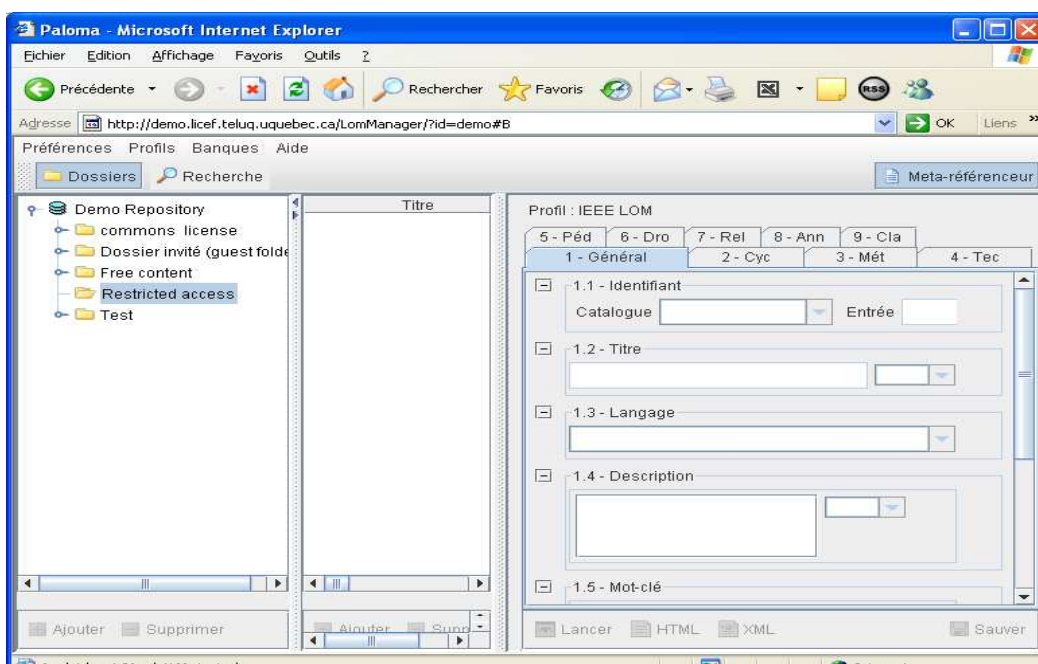 Paloma - Microsoft Internet Explorer
Fichier Edition Affichage Favoris Outils ?
Précédente Rechercher Favoris RSS
Adresse http://demo.licef.teluq.uquebec.ca/LomManager/?id=demo#B OK Liens »
Préférences Profils Banques Aide
Dossiers Recherche Meta-référenceur
Demo Repository
commons license
Dossier invité (guest folde
Free content
Restricted access
Test
Titre
Profil : IEEE LOM
5 - Péd 6 - Dro 7 - Rel 8 - Ann 9 - Cla
1 - Général 2 - Cyc 3 - Mét 4 - Tec
1.1 - Identifiant
Catalogue Entrée
1.2 - Titre
1.3 - Langage
1.4 - Description
1.5 - Mot-clé
Ajouter Supprimer
Ajouter Supp
Lancer HTML XML Sauver